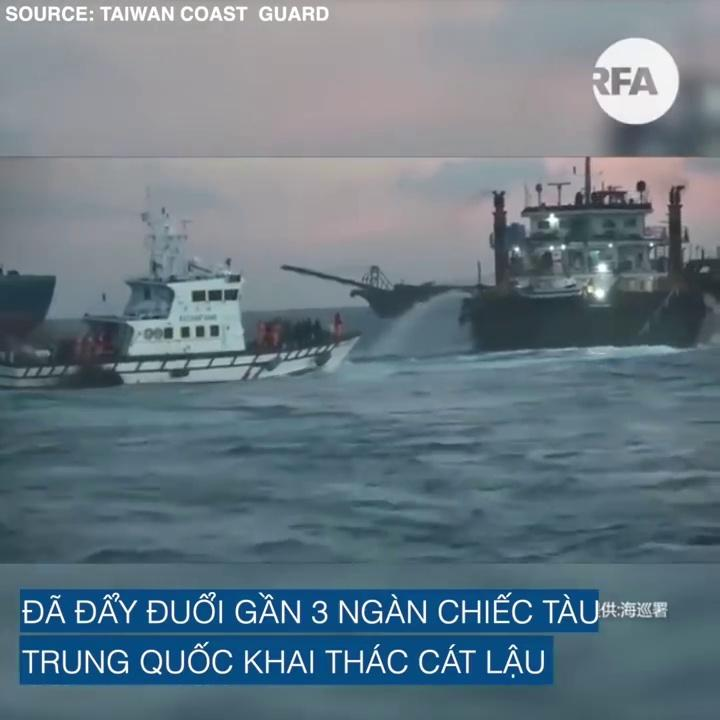 SOURCE: TAIWAN COAST GUARD
RFA
ĐÃ ĐẨY ĐUỔI GẦN 3 NGÀN CHIẾC TÀU
供:海巡署
TRUNG QUỐC KHAI THÁC CÁT LẬU